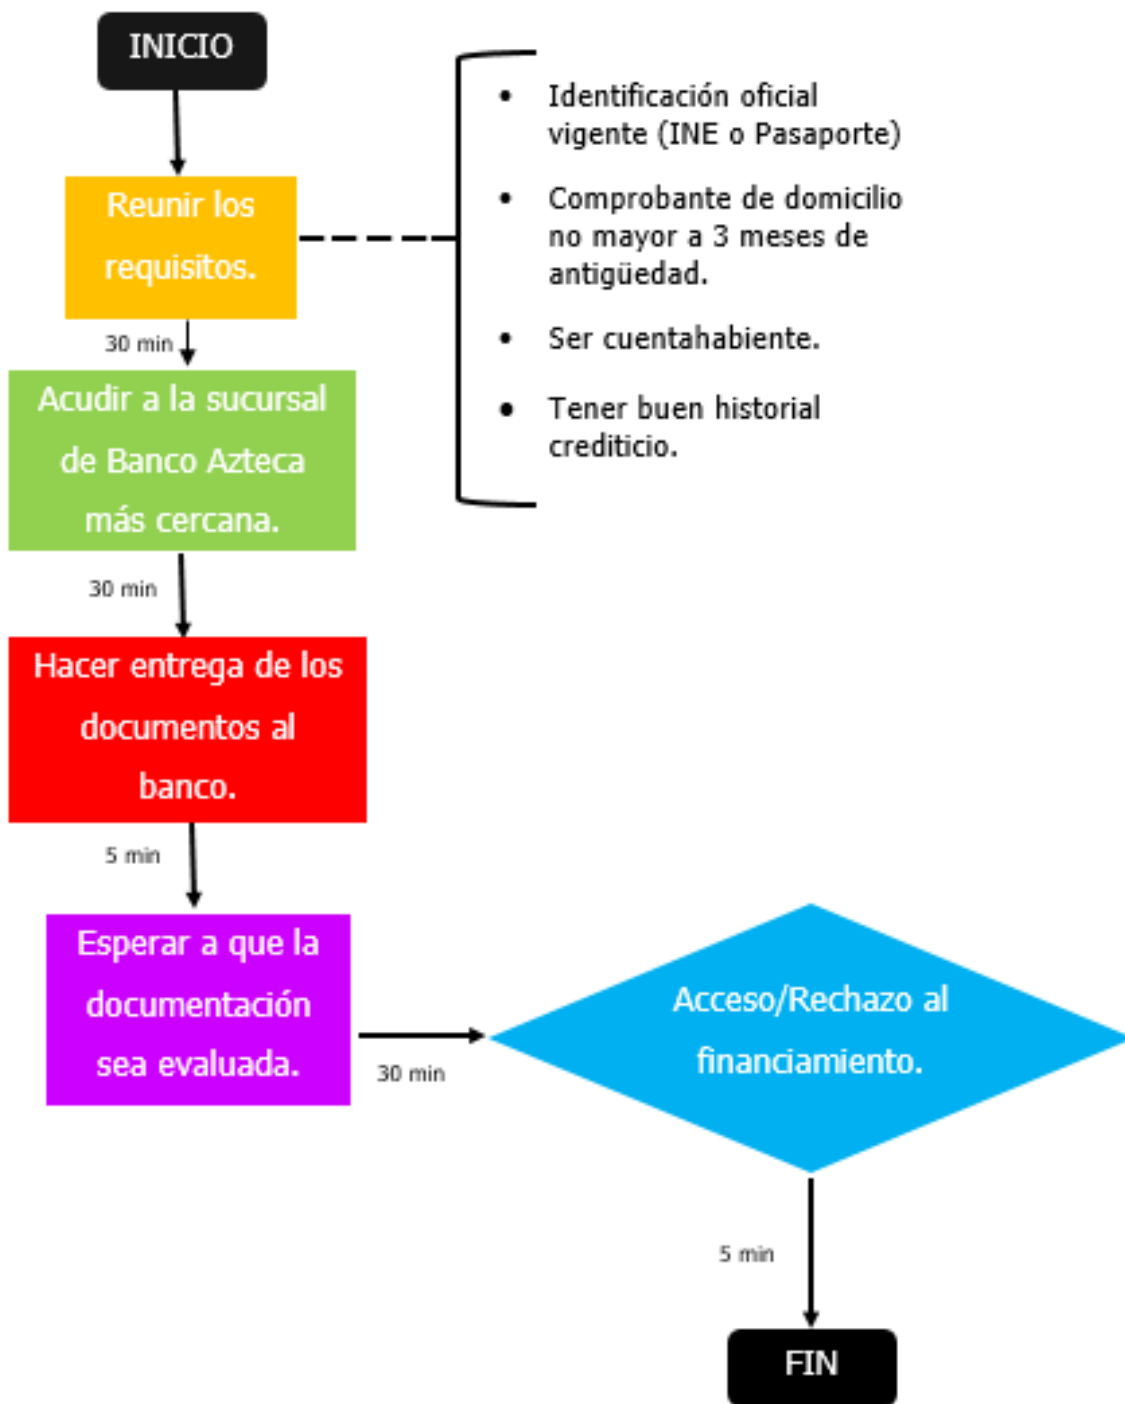 INICIO
Reunir los
requisitos.
• Identificación oficial
vigente (INE o Pasaporte)
• Comprobante de domicilio
no mayor a 3 meses de
antigüedad.
• Ser cuentahabiente.
• Tener buen historial
crediticio.
30 min
Acudir a la sucursal
de Banco Azteca
más cercana.
30 min
Hacer entrega de los
documentos al
banco.
5 min
Esperar a que la
documentación
sea evaluada.
30 min
Acceso/Rechazo al
financiamiento.
5 min
FIN